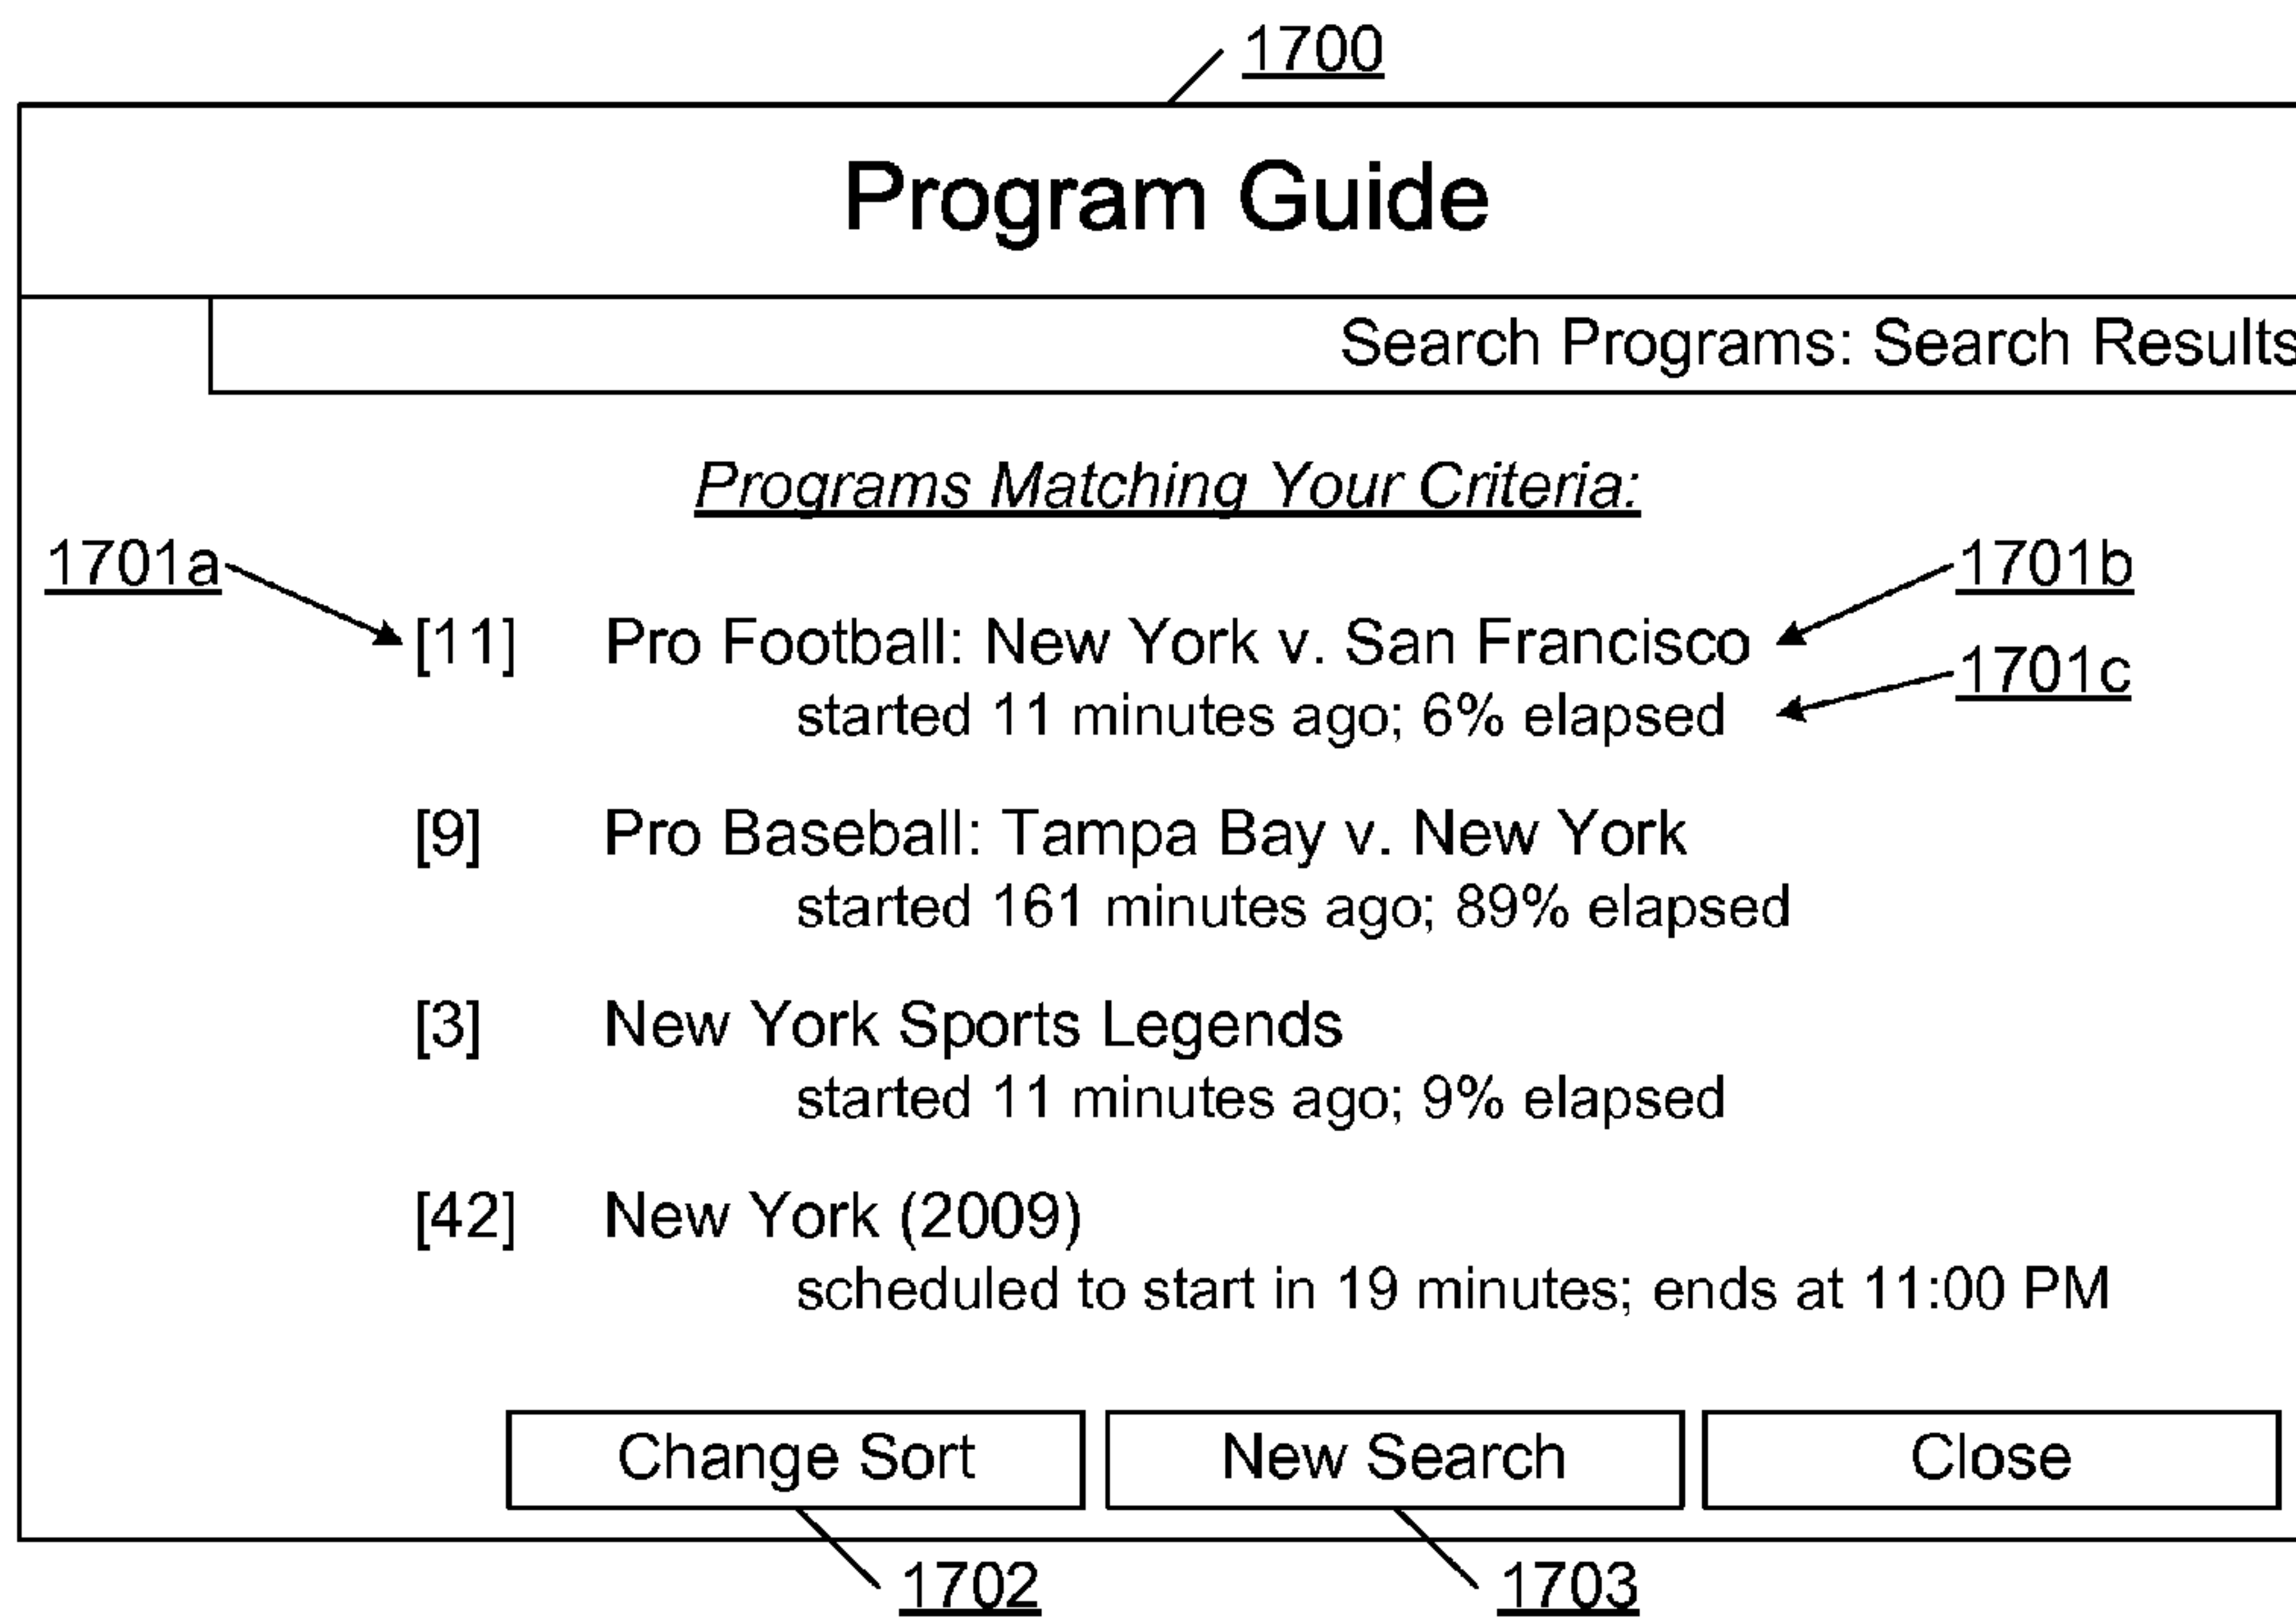 1700
Program Guide
Search Programs: Search Results
Programs Matching Your Criteria:
1701a
1701b
[11] Pro Football: New York v. San Francisco
1701c
started 11 minutes ago; 6% elapsed
[9] Pro Baseball: Tampa Bay v. New York
started 161 minutes ago; 89% elapsed
[3] New York Sports Legends
started 11 minutes ago; 9% elapsed
[42] New York (2009)
scheduled to start in 19 minutes; ends at 11:00 PM
Change Sort New Search Close
1702 1703